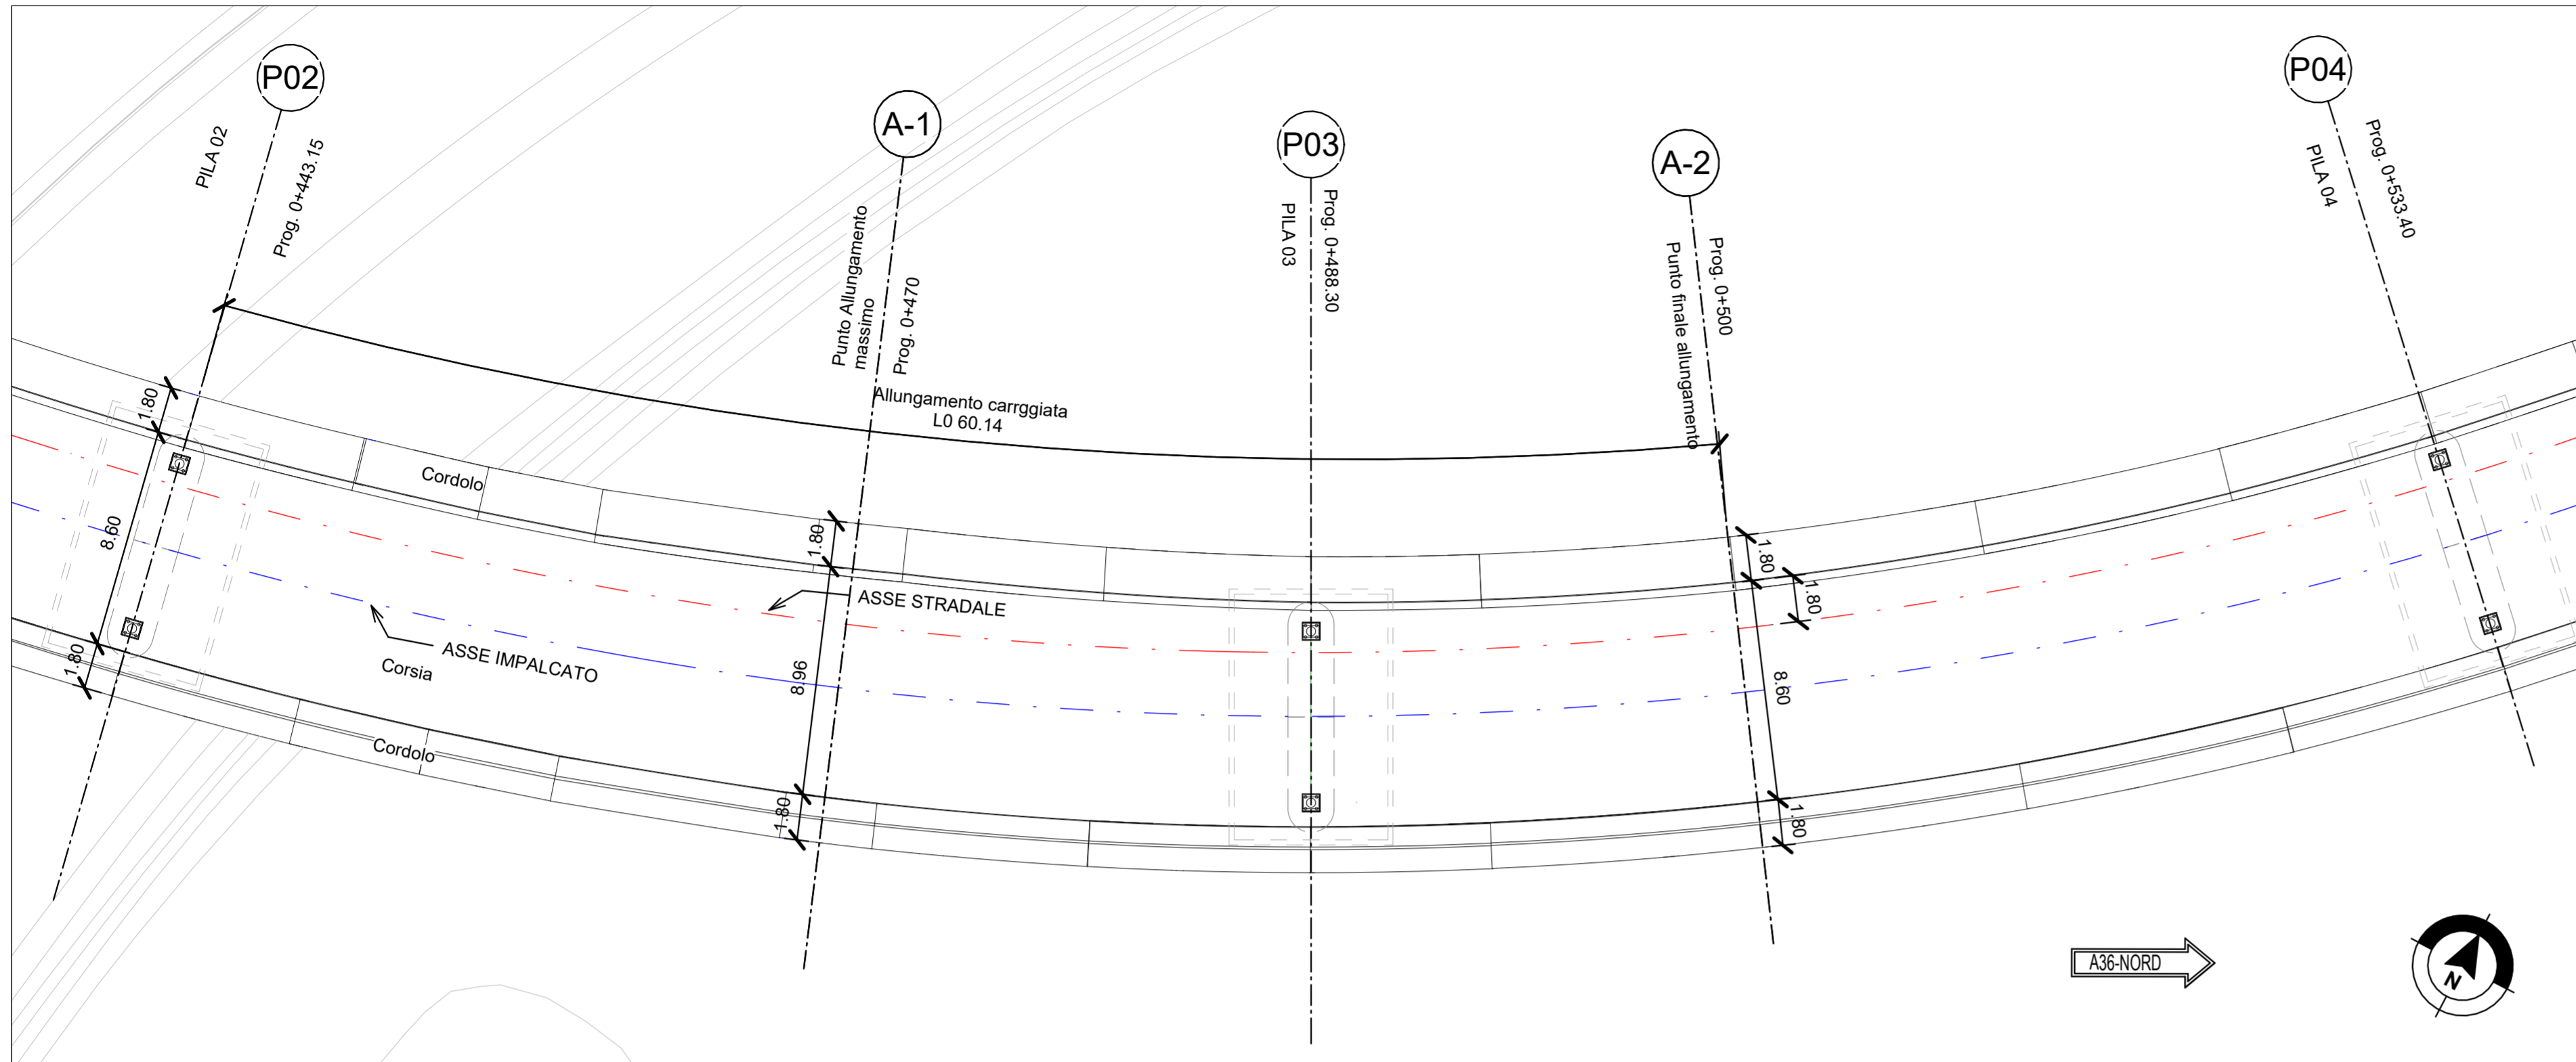 P02
PILA 02
Prog. 0+443.15
A-1
Punto Allungamento
massimo
Prog. 0+470
P03
PILA 03
Prog. 0+488.30
A-2
Punto finale allungamento
Prog. 0+500
P04
PILA 04
Prog. 0+533.40
Allungamento carrggiata
L0 60.14
1.80
8.60
1.80
Cordolo
ASSE IMPALCATO
Corsia
Cordolo
1.80
ASSE STRADALE
8.96
1.80
1.80
1.80
8.60
1.80
A36-NORD
N